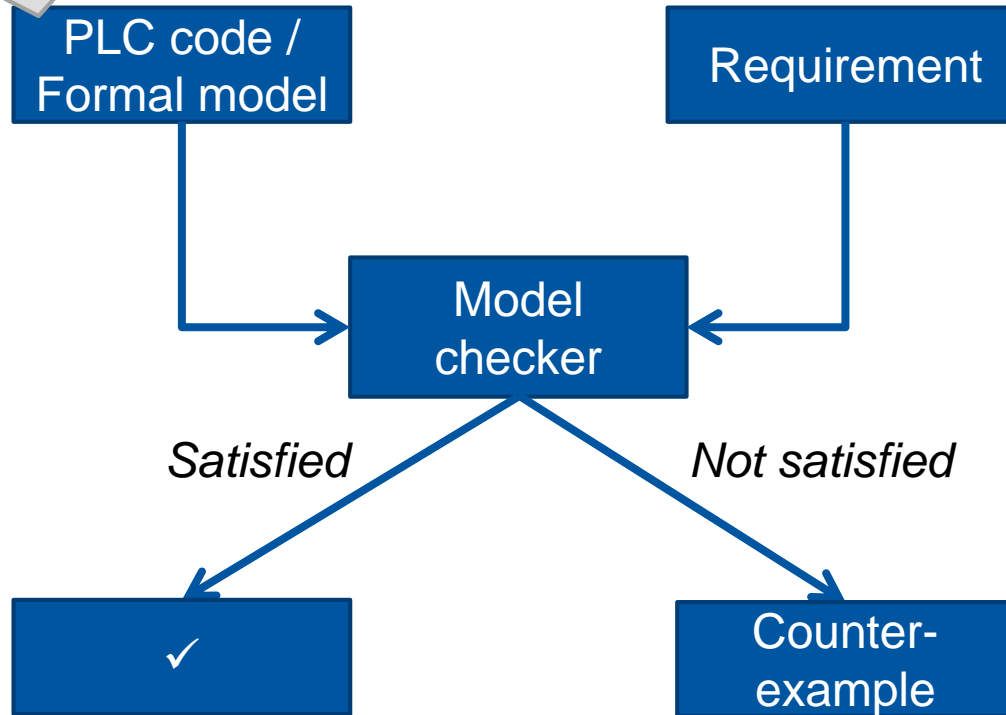 PLC code /
Formal model
Requirement
Model
checker
Satisfied
Not satisfied
✓
Counter-
example